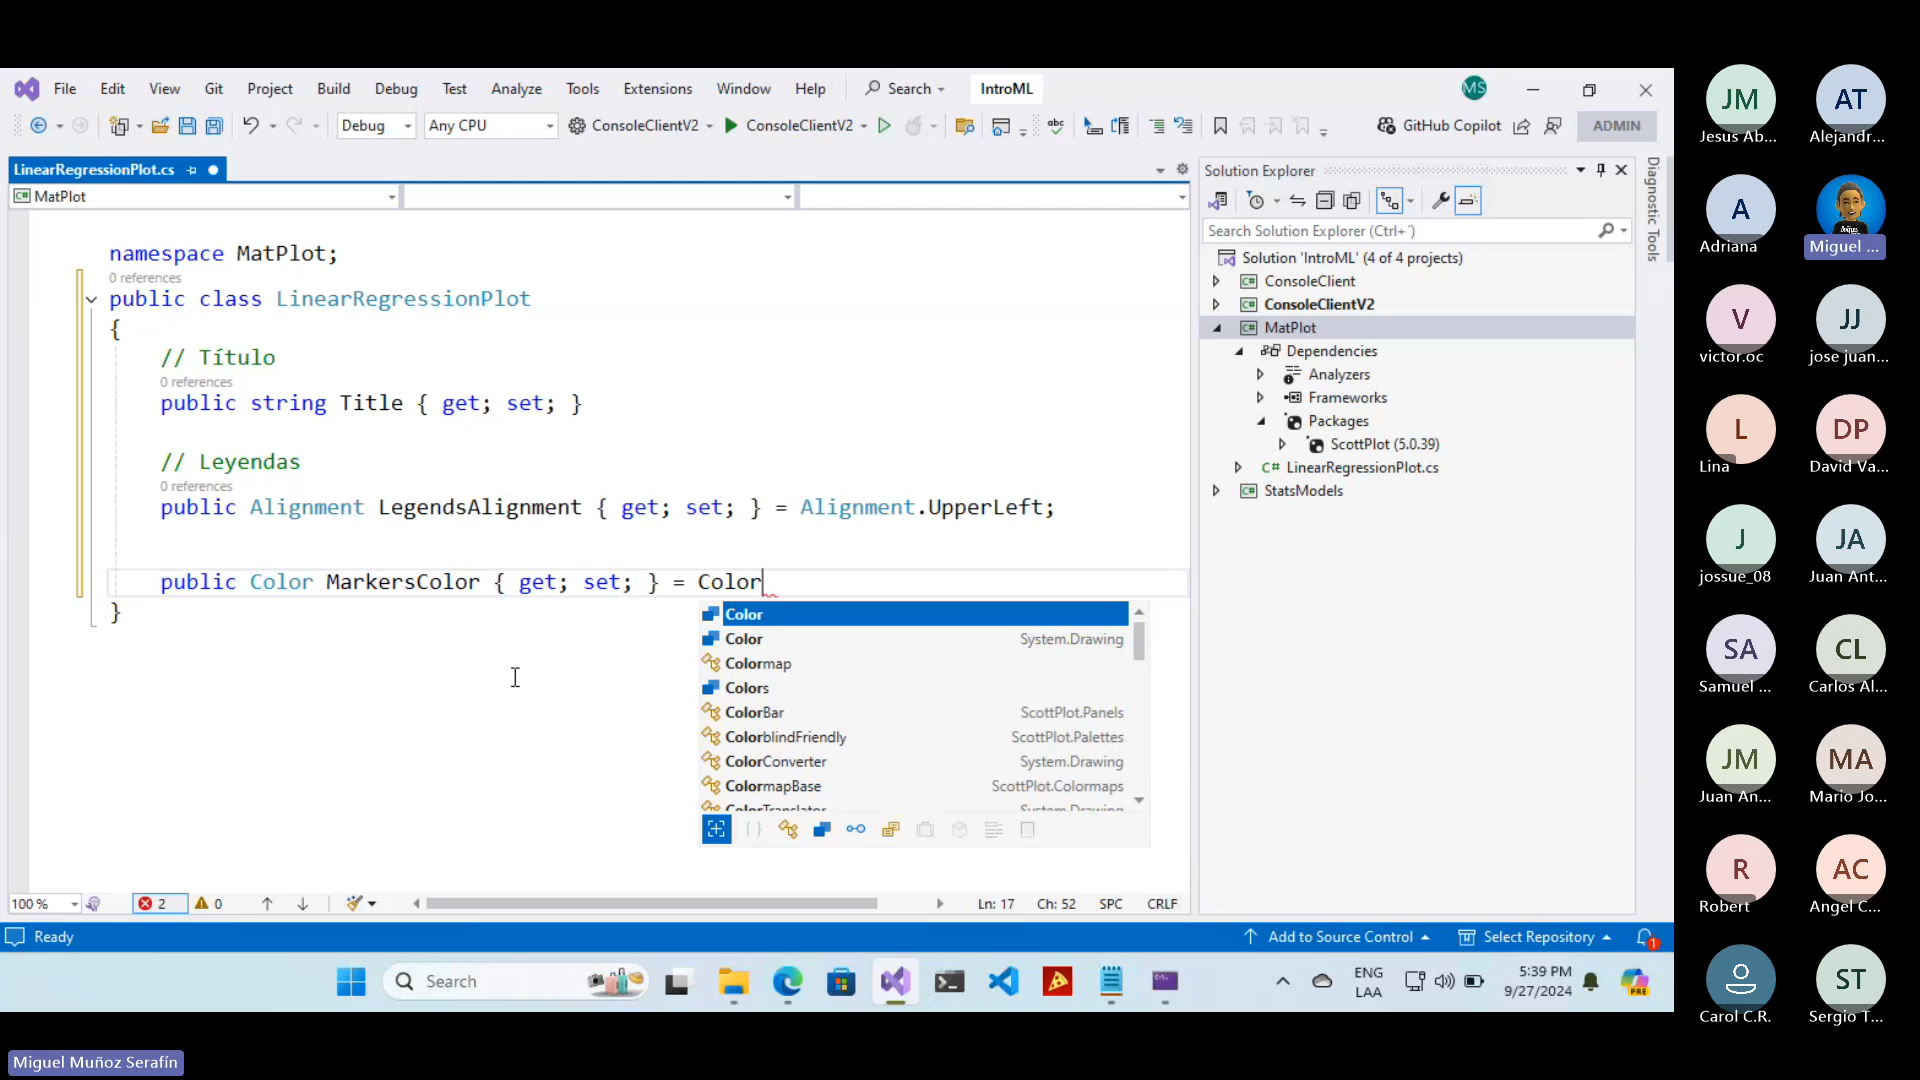 File Edit View Git Project Build Debug Test Analyze Tools Extensions Window Help Search IntroML MS
Debug Any CPU ConsoleClientV2 ConsoleClientV2 GitHub Copilot ADMIN
LinearRegressionPlot.cs
MatPlot
namespace MatPlot;
0 references
public class LinearRegressionPlot
{
// Título
0 references
public string Title { get; set; }
// Leyendas
0 references
public Alignment LegendsAlignment { get; set; } = Alignment.UpperLeft;
public Color MarkersColor { get; set; } = Color
}
Color
Color System.Drawing
Colormap
Colors
ColorBar ScottPlot.Panels
ColorblindFriendly ScottPlot.Palettes
ColorConverter System.Drawing
ColormapBase ScottPlot.Colormaps
ColorTranslator System.Drawing
100 % 2 0 Ln: 17 Ch: 52 SPC CRLF
Solution Explorer
Search Solution Explorer (Ctrl+´)
Solution 'IntroML' (4 of 4 projects)
ConsoleClient
ConsoleClientV2
MatPlot
Dependencies
Analyzers
Frameworks
Packages
ScottPlot (5.0.39)
C# LinearRegressionPlot.cs
StatsModels
Diagnostic Tools
Ready Add to Source Control Select Repository 1
Search
ENG
LAA
5:39 PM
9/27/2024
PRE
JM AT
Jesus Ab... Alejandr...
A
Adriana Miguel ...
V JJ
victor.oc jose juan...
L DP
Lina David Va...
J JA
jossue_08 Juan Ant...
SA CL
Samuel ... Carlos Al...
JM MA
Juan An... Mario Jo...
R AC
Robert Angel C...
ST
Carol C.R. Sergio T...
Miguel Muñoz Serafín